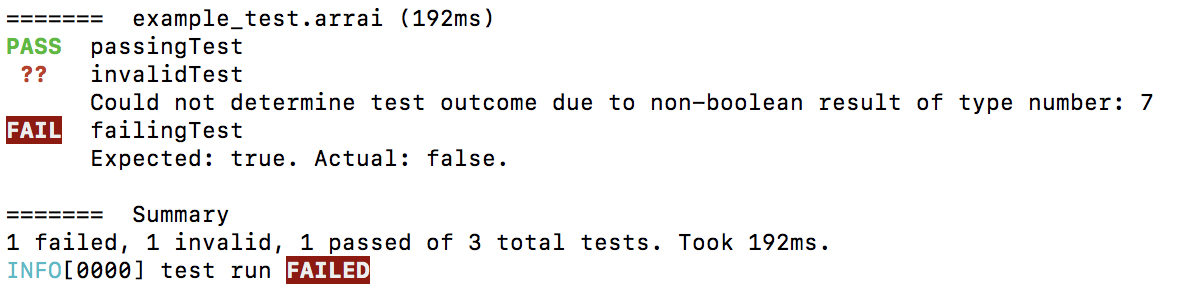 =======  example_test.arrai (192ms)
PASS  passingTest
 ??   invalidTest
      Could not determine test outcome due to non-boolean result of type number: 7
FAIL  failingTest
      Expected: true. Actual: false.

=======  Summary
1 failed, 1 invalid, 1 passed of 3 total tests. Took 192ms.
INFO[0000] test run FAILED